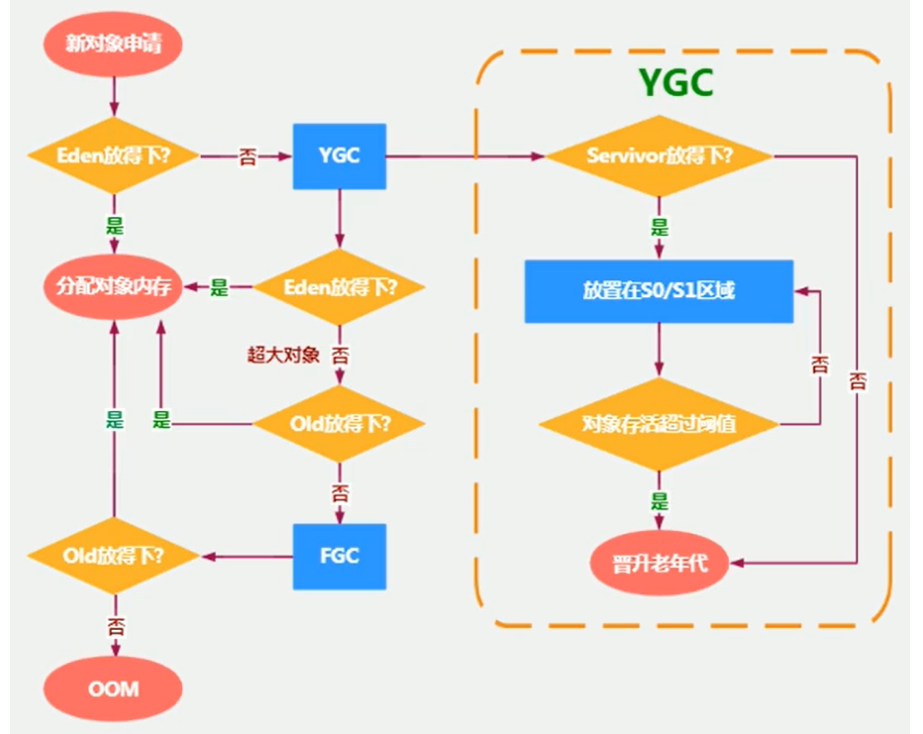 新对象申请
Eden放得下?
否
YGC
是
分配对象内存
是
Eden放得下?
超大对象
否
Old放得下?
是
是
否
FGC
Old放得下?
否
OOM
YGC
Servivor放得下?
是
放置在S0/S1区域
否
否
对象存活超过阈值
是
晋升老年代